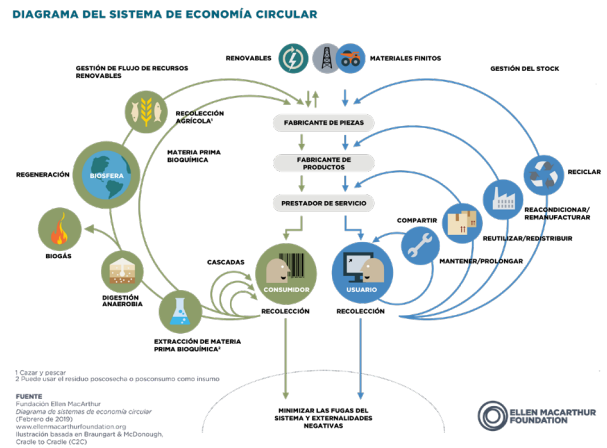 DIAGRAMA DEL SISTEMA DE ECONOMÍA CIRCULAR
RENOVABLES
MATERIALES FINITOS
GESTIÓN DE FLUJO DE RECURSOS
RENOVABLES
GESTIÓN DEL STOCK
RECOLECCIÓN
AGRÍCOLA¹
FABRICANTE DE PIEZAS
MATERIA PRIMA
BIOQUÍMICA
FABRICANTE DE
PRODUCTOS
REGENERACIÓN
BIÓSFERA
RECICLAR
PRESTADOR DE SERVICIO
REACONDICIONAR/
REMANUFACTURAR
COMPARTIR
REUTILIZAR/REDISTRIBUIR
BIOGÁS
CASCADAS
MANTENER/PROLONGAR
CONSUMIDOR
USUARIO
DIGESTIÓN
ANAEROBIA
RECOLECCIÓN
RECOLECCIÓN
EXTRACCIÓN DE MATERIA
PRIMA BIOQUÍMICA²
1 Cazar y pescar
2 Puede usar el residuo poscosecha o posconsumo como insumo
FUENTE
Fundación Ellen MacArthur
Diagrama de sistemas de economía circular
(Febrero de 2019)
www.ellenmacarthurfoundation.org
Ilustración basada en Braungart & McDonough,
Cradle to Cradle (C2C)
MINIMIZAR LAS FUGAS DEL
SISTEMA Y EXTERNALIDADES
NEGATIVAS
ELLEN MACARTHUR
FOUNDATION